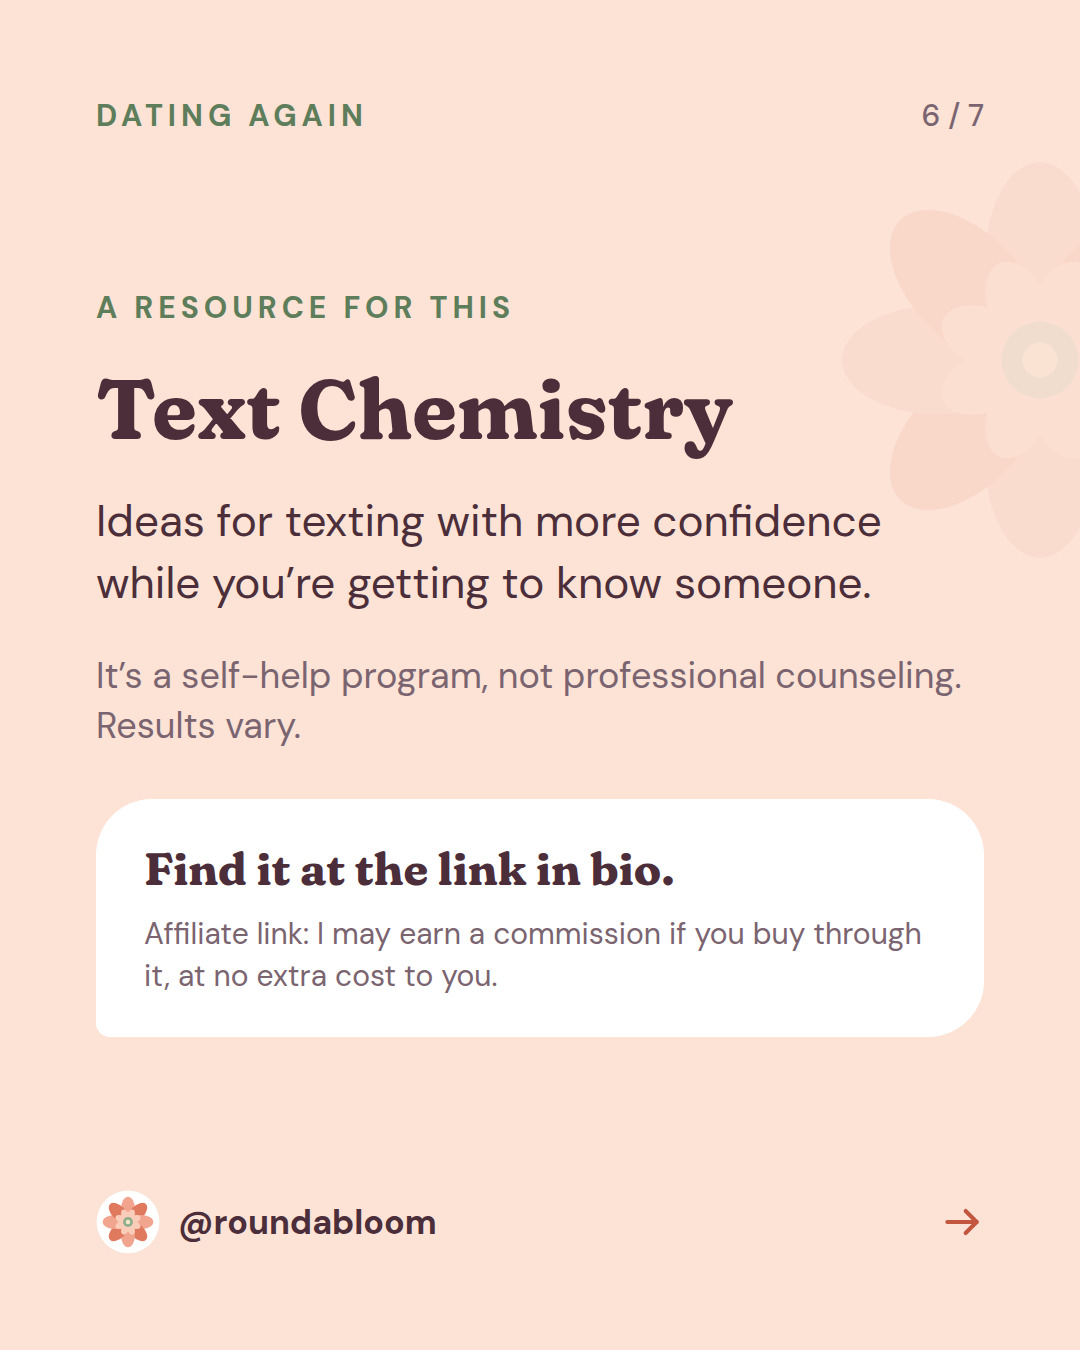 DATING AGAIN
6 / 7
A RESOURCE FOR THIS
Text Chemistry
Ideas for texting with more confidence
while you’re getting to know someone.
It’s a self-help program, not professional counseling.
Results vary.
Find it at the link in bio.
Affiliate link: I may earn a commission if you buy through
it, at no extra cost to you.
@roundabloom